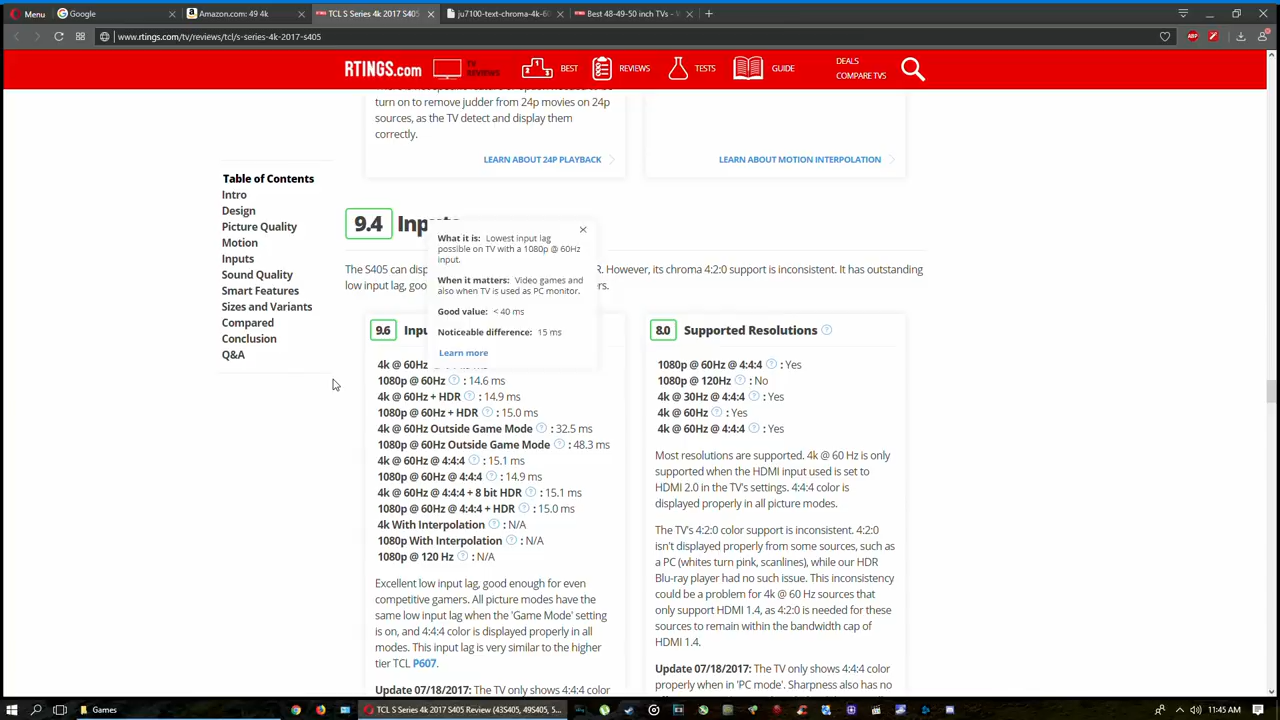 Menu
Google
Amazon.com: 49 4k
TCL S Series 4k 2017 S405
ju7100-text-chroma-4k-60
Best 48-49-50 inch TVs -
www.rtings.com/tv/reviews/tcl/s-series-4k-2017-s405
ABP
RTINGS.com
TV REVIEWS
BEST
REVIEWS
TESTS
GUIDE
DEALS
COMPARE TVS
turn on to remove judder from 24p movies on 24p
sources, as the TV detect and display them
correctly.
LEARN ABOUT 24P PLAYBACK
LEARN ABOUT MOTION INTERPOLATION
Table of Contents
Intro
Design
Picture Quality
Motion
Inputs
Sound Quality
Smart Features
Sizes and Variants
Compared
Conclusion
Q&A
9.4 Inputs
What it is: Lowest input lag
possible on TV with a 1080p @ 60Hz
input.
When it matters: Video games and
also when TV is used as PC monitor.
Good value: < 40 ms
Noticeable difference: 15 ms
Learn more
The S405 can disp R. However, its chroma 4:2:0 support is inconsistent. It has outstanding
low input lag, goo rs.
9.6 Inpu
4k @ 60Hz
1080p @ 60Hz ? : 14.6 ms
4k @ 60Hz + HDR ? : 14.9 ms
1080p @ 60Hz + HDR ? : 15.0 ms
4k @ 60Hz Outside Game Mode ? : 32.5 ms
1080p @ 60Hz Outside Game Mode ? : 48.3 ms
4k @ 60Hz @ 4:4:4 ? : 15.1 ms
1080p @ 60Hz @ 4:4:4 ? : 14.9 ms
4k @ 60Hz @ 4:4:4 + 8 bit HDR ? : 15.1 ms
1080p @ 60Hz @ 4:4:4 + HDR ? : 15.0 ms
4k With Interpolation ? : N/A
1080p With Interpolation ? : N/A
1080p @ 120 Hz ? : N/A
Excellent low input lag, good enough for even
competitive gamers. All picture modes have the
same low input lag when the 'Game Mode' setting
is on, and 4:4:4 color is displayed properly in all
modes. This input lag is very similar to the higher
tier TCL P607.
Update 07/18/2017: The TV only shows 4:4:4 color
8.0 Supported Resolutions ?
1080p @ 60Hz @ 4:4:4 ? : Yes
1080p @ 120Hz ? : No
4k @ 30Hz @ 4:4:4 ? : Yes
4k @ 60Hz ? : Yes
4k @ 60Hz @ 4:4:4 ? : Yes
Most resolutions are supported. 4k @ 60 Hz is only
supported when the HDMI input used is set to
HDMI 2.0 in the TV's settings. 4:4:4 color is
displayed properly in all picture modes.
The TV's 4:2:0 color support is inconsistent. 4:2:0
isn't displayed properly from some sources, such as
a PC (whites turn pink, scanlines), while our HDR
Blu-ray player had no such issue. This inconsistency
could be a problem for 4k @ 60 Hz sources that
only support HDMI 1.4, as 4:2:0 is needed for these
sources to remain within the bandwidth cap of
HDMI 1.4.
Update 07/18/2017: The TV only shows 4:4:4 color
properly when in 'PC mode'. Sharpness also has no
Games
TCL S Series 4k 2017 S405 Review (43S405, 49S405, 5...
11:45 AM